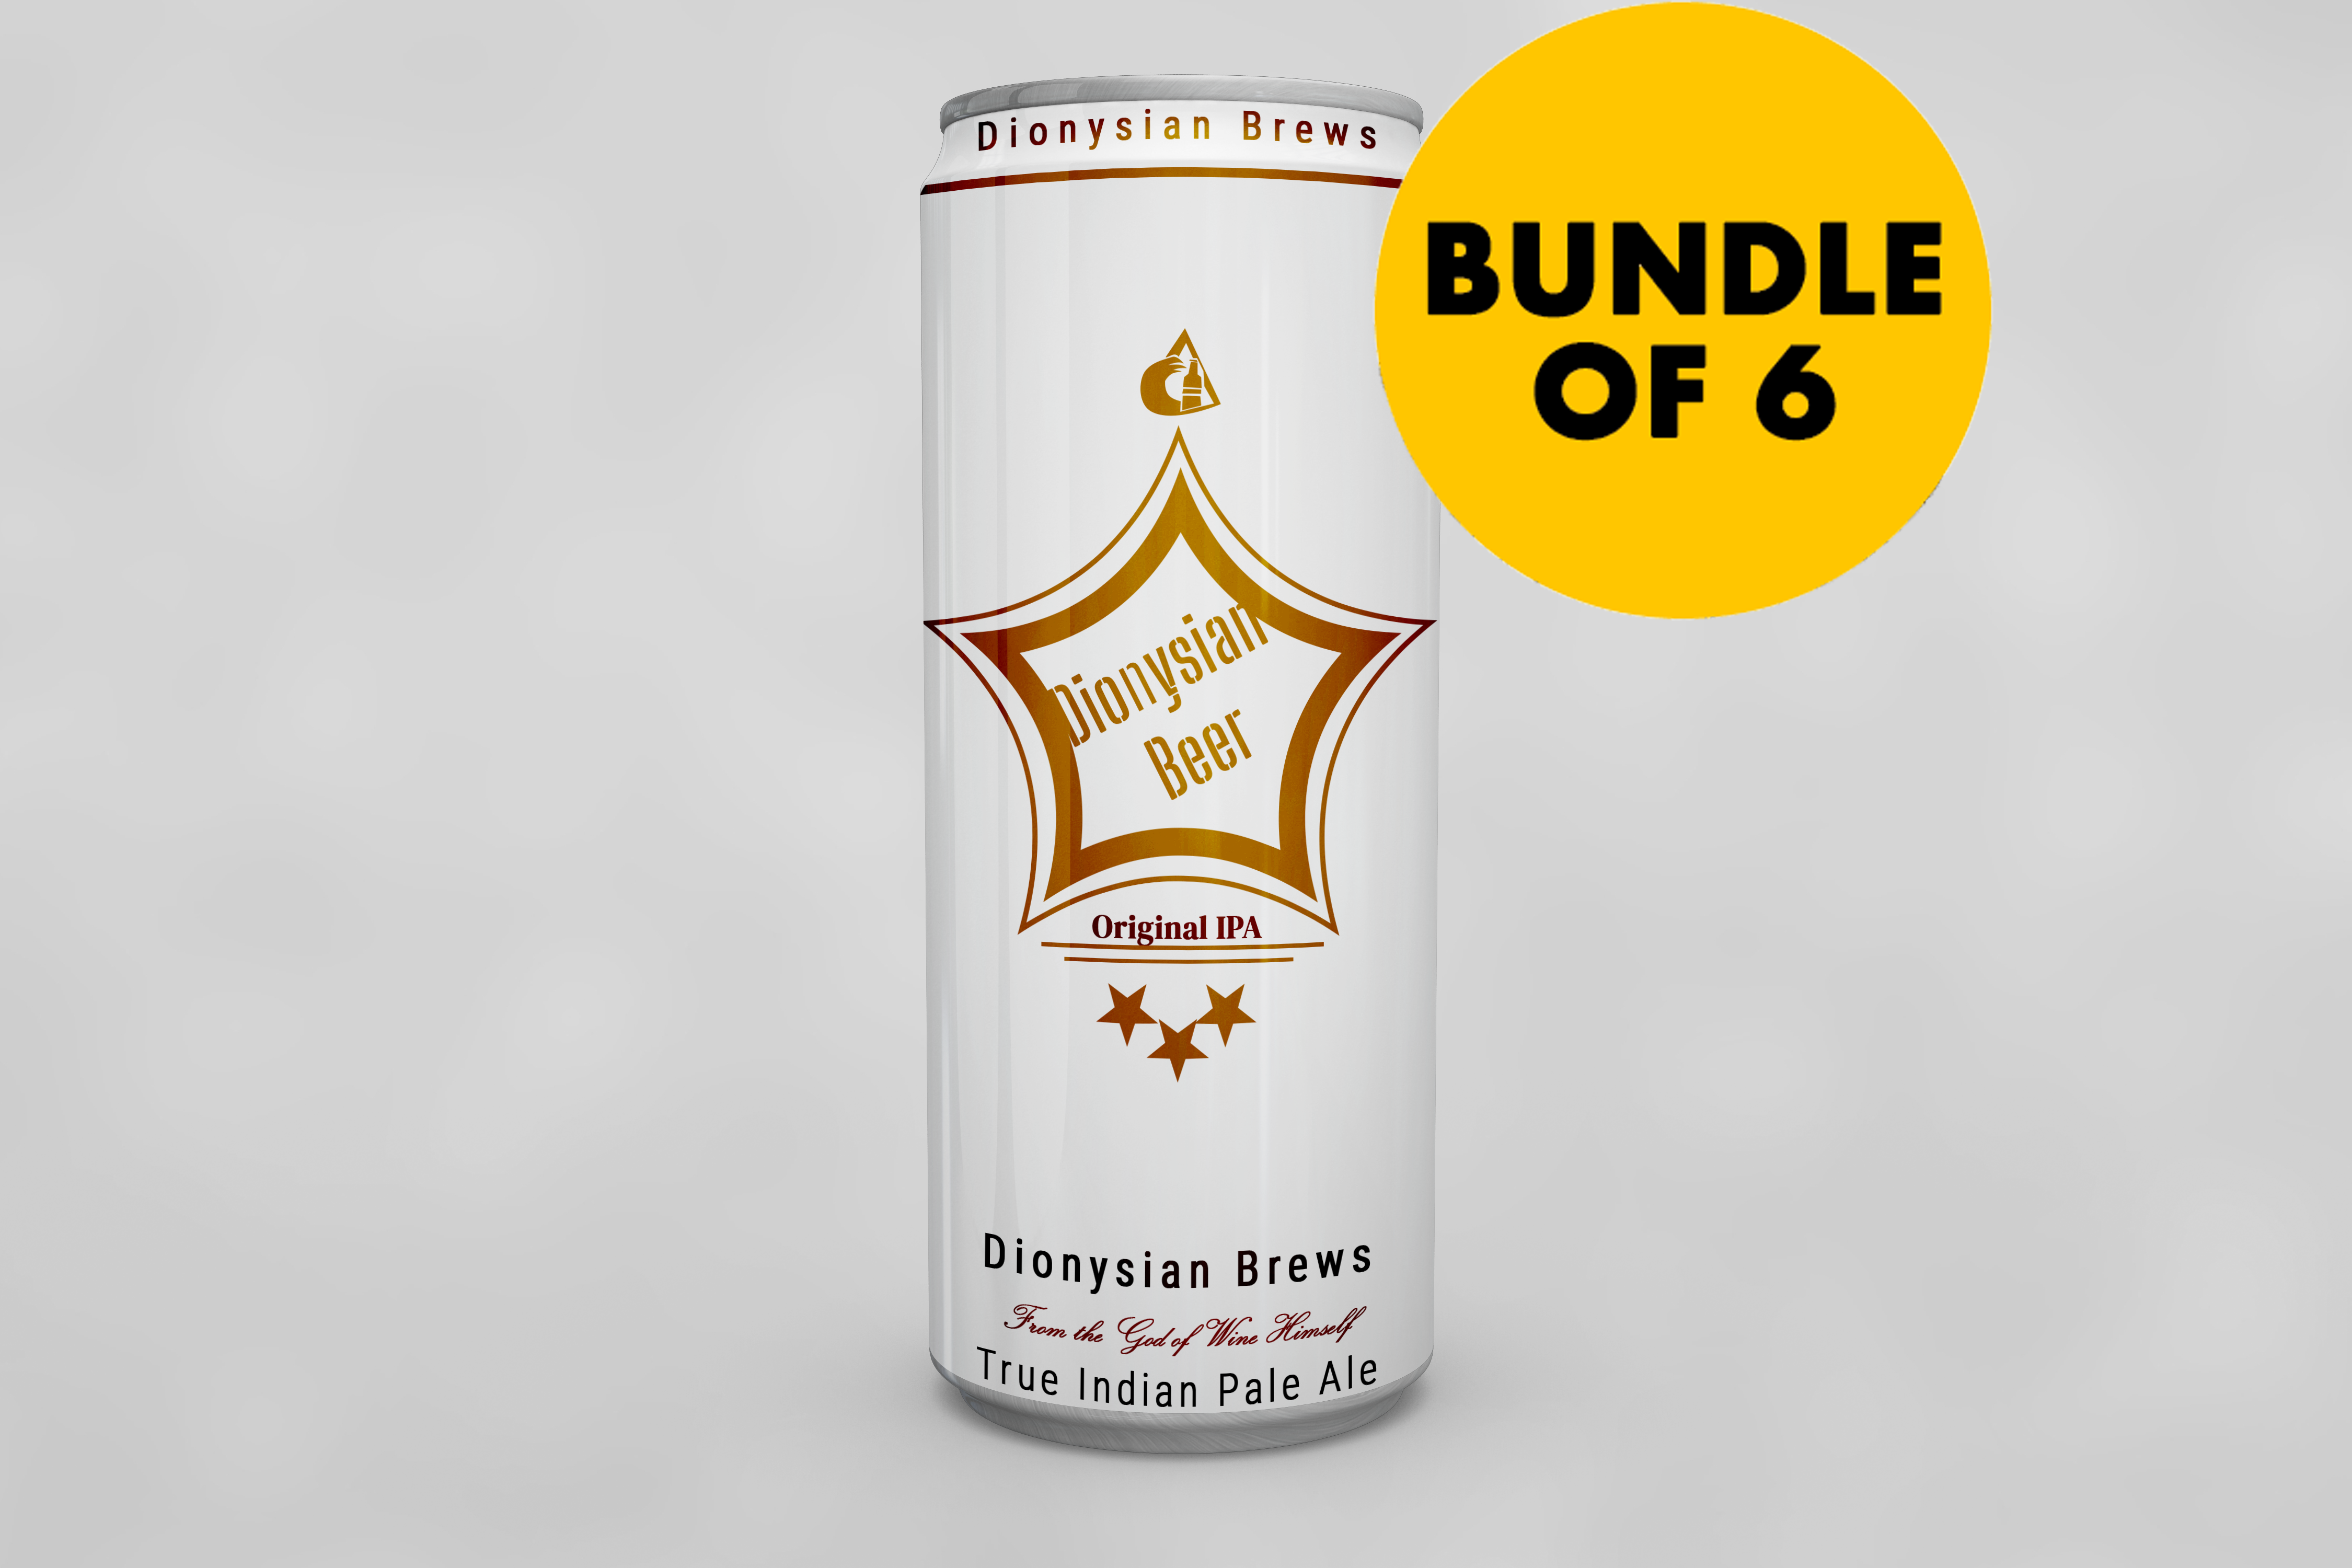 Dionysian Brews
BUNDLE
OF 6
Dionysian
Beer
Original IPA
Dionysian Brews
From the God of Wine Himself
True Indian Pale Ale